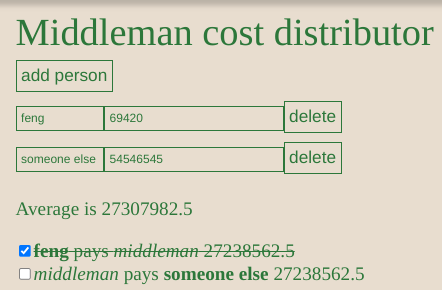 Middleman cost distributor
add person
feng 69420 delete
someone else 54546545 delete
Average is 27307982.5
feng pays middleman 27238562.5
middleman pays someone else 27238562.5